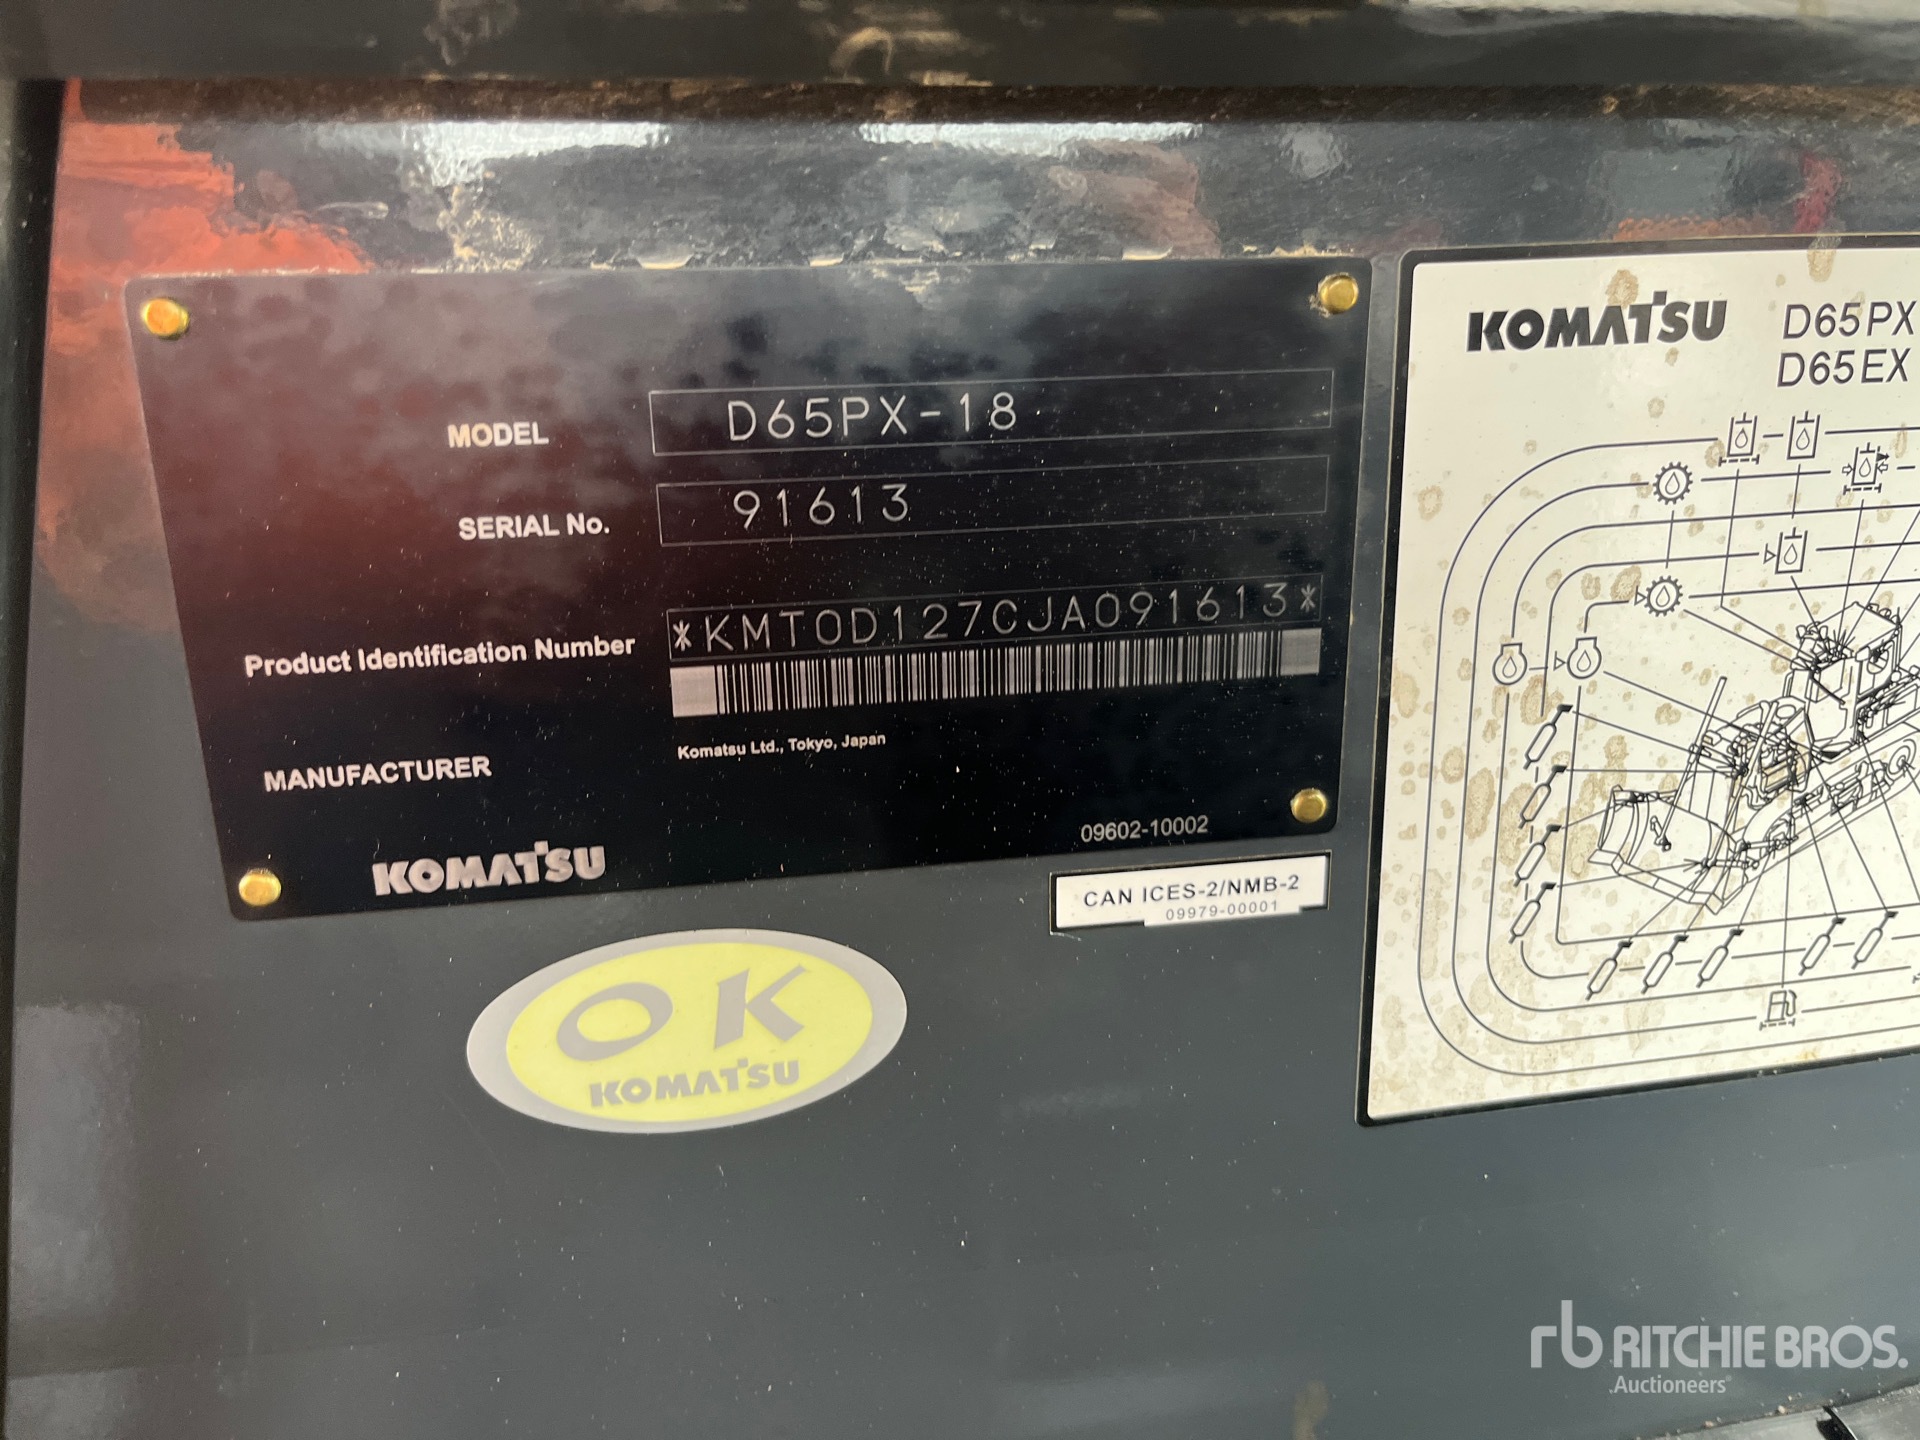 MODEL D65PX-18
SERIAL No. 91613
Product Identification Number *KMT0D127CJA091613*
MANUFACTURER Komatsu Ltd., Tokyo, Japan
KOMATSU
09602-10002
CAN ICES-2/NMB-2
09979-00001
OK
KOMATSU
KOMATSU D65PX
D65EX
rb RITCHIE BROS.
Auctioneers